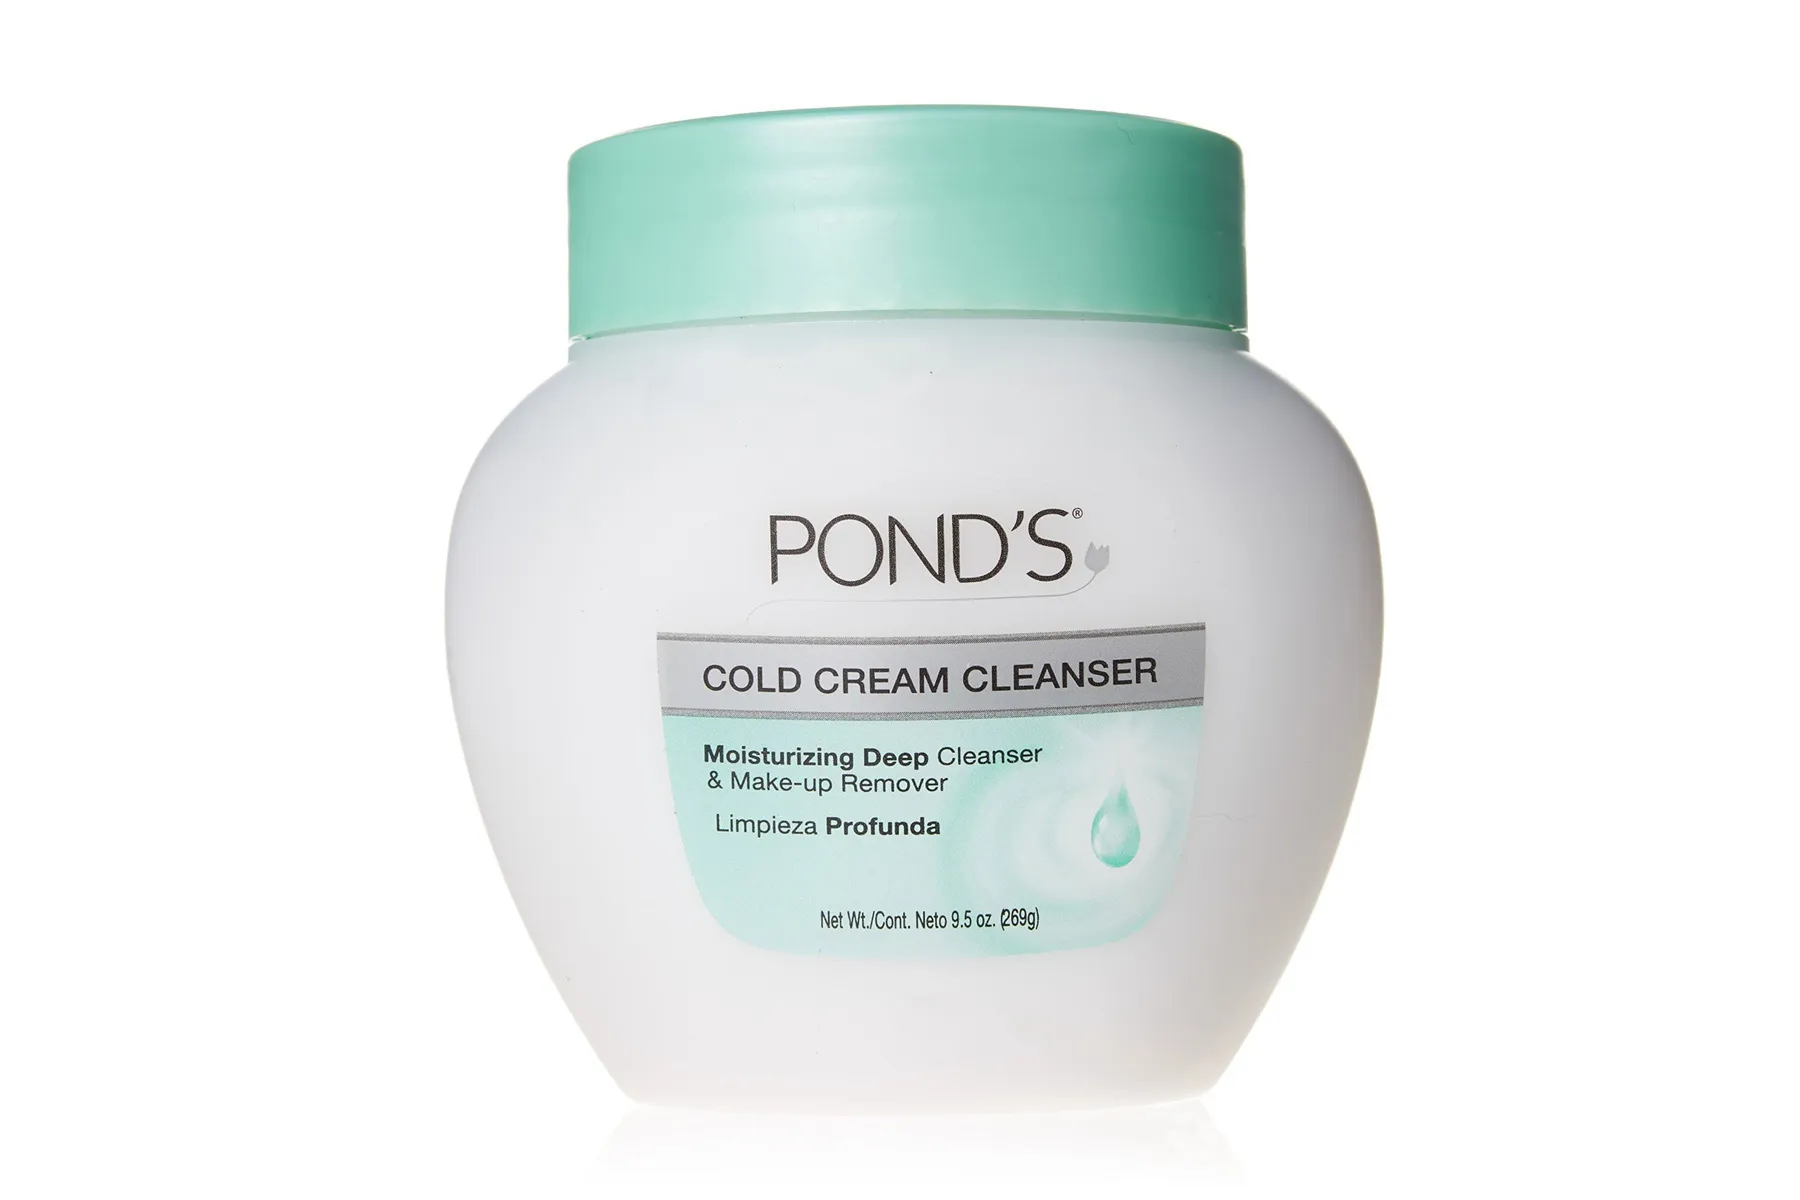 POND'S®
COLD CREAM CLEANSER
Moisturizing Deep Cleanser
& Make-up Remover
Limpieza Profunda
Net Wt./Cont. Neto 9.5 oz. (269g)